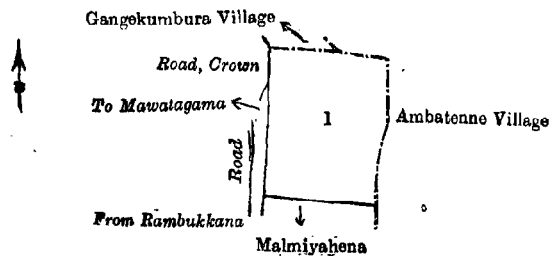 Gangekumbura Village
Road, Crown
To Mawatagama
1
Ambatenne Village
Road
From Rambukkana
Malmiyahena